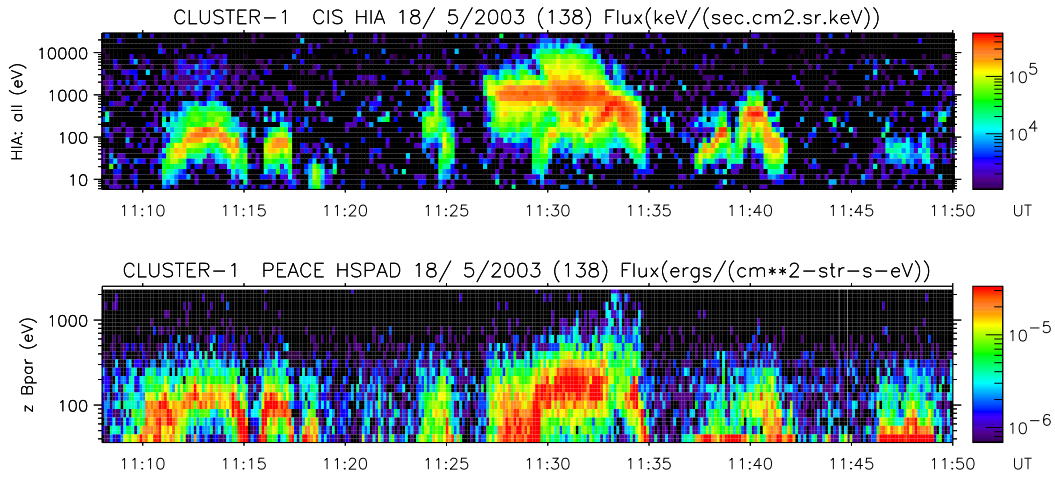 CLUSTER-1 CIS HIA 18/ 5/2003 (138) Flux(keV/(sec.cm2.sr.keV))
HIA: all (eV)
10000
1000
100
10
10^5
10^4
11:10 11:15 11:20 11:25 11:30 11:35 11:40 11:45 11:50 UT
CLUSTER-1 PEACE HSPAD 18/ 5/2003 (138) Flux(ergs/(cm**2-str-s-eV))
z Bpar (eV)
1000
100
10^-5
10^-6
11:10 11:15 11:20 11:25 11:30 11:35 11:40 11:45 11:50 UT